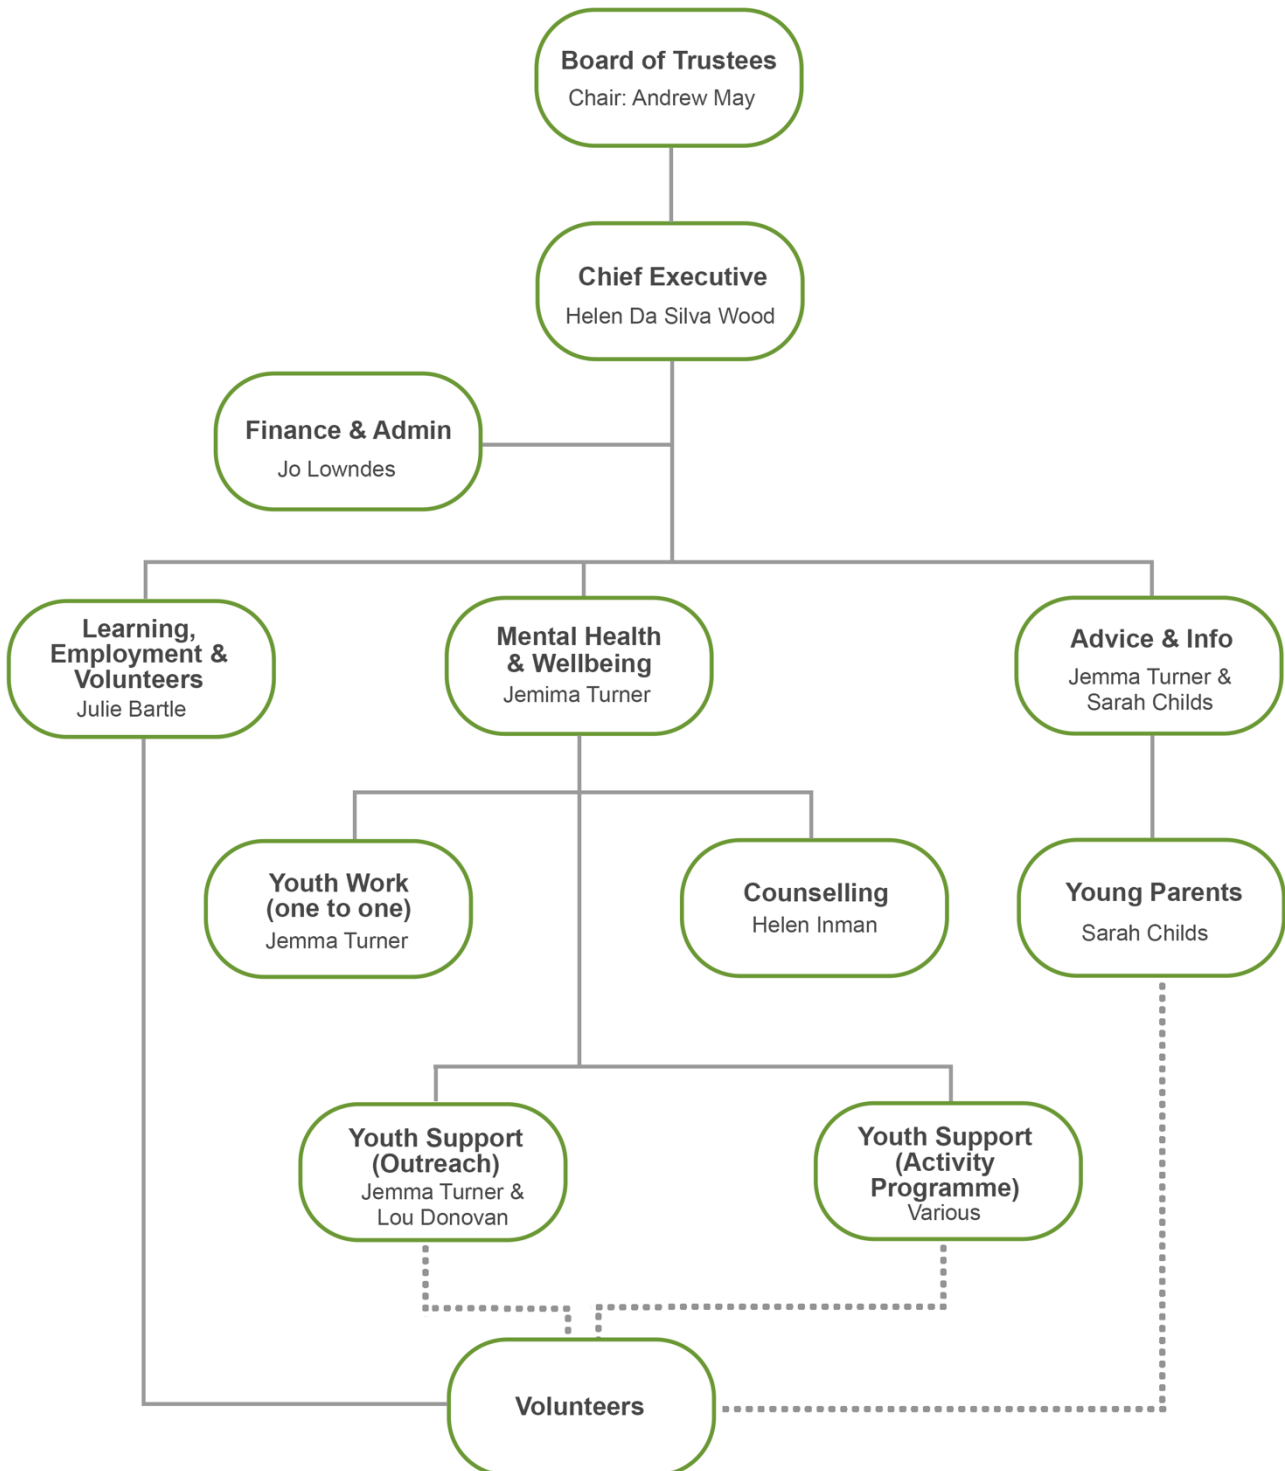 Board of Trustees
Chair: Andrew May
Chief Executive
Helen Da Silva Wood
Finance & Admin
Jo Lowndes
Learning,
Employment &
Volunteers
Julie Bartle
Mental Health
& Wellbeing
Jemima Turner
Advice & Info
Jemma Turner &
Sarah Childs
Youth Work
(one to one)
Jemma Turner
Counselling
Helen Inman
Young Parents
Sarah Childs
Youth Support
(Outreach)
Jemma Turner &
Lou Donovan
Youth Support
(Activity
Programme)
Various
Volunteers